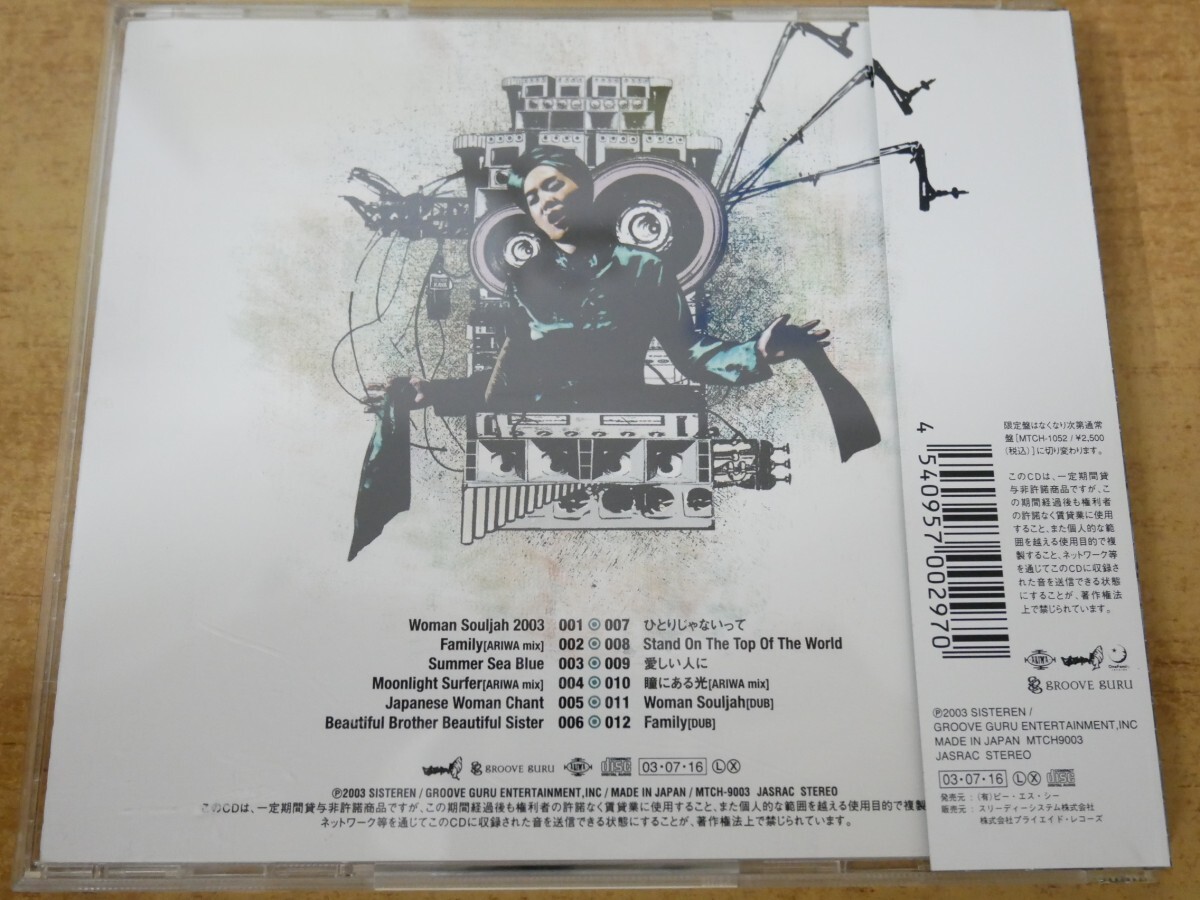 Woman Souljah 2003 001 007 ひとりじゃないって
Family[ARIWA mix] 002 008 Stand On The Top Of The World
Summer Sea Blue 003 009 愛しい人に
Moonlight Surfer[ARIWA mix] 004 010 瞳にある光[ARIWA mix]
Japanese Woman Chant 005 011 Woman Souljah[DUB]
Beautiful Brother Beautiful Sister 006 012 Family[DUB]
GROOVE GURU ARIWA DISC DIGITAL AUDIO 03・07・16 L X
Ⓟ2003 SISTEREN / GROOVE GURU ENTERTAINMENT,INC / MADE IN JAPAN / MTCH-9003 JASRAC STEREO
このCDは、一定期間貸与非許諾商品ですが、この期間経過後も権利者の許諾なく賃貸業に使用すること、また個人的な範囲を越える使用目的で複製
ネットワーク等を通じてこのCDに収録された音を送信できる状態にすることが、著作権法上で禁じられています。
限定盤はなくなり次第通常
盤[MTCH-1052 / ¥2,500
(税込)]に切り変わります。
このCDは、一定期間貸
与非許諾商品ですが、こ
の期間経過後も権利者
の許諾なく賃貸業に使用
すること、また個人的な範
囲を越える使用目的で複
製すること、ネットワーク等
を通じてこのCDに収録さ
れた音を送信できる状態
にすることが、著作権法
上で禁じられています。
4 540957 002970
ARIWA
GROOVE GURU
Ⓟ2003 SISTEREN /
GROOVE GURU ENTERTAINMENT,INC
MADE IN JAPAN MTCH9003
JASRAC STEREO
03・07・16 L X DISC
発売元：(有)ビー・エス・シー
販売元：スリーディーシステム株式会社
株式会社プライエイド・レコーズ